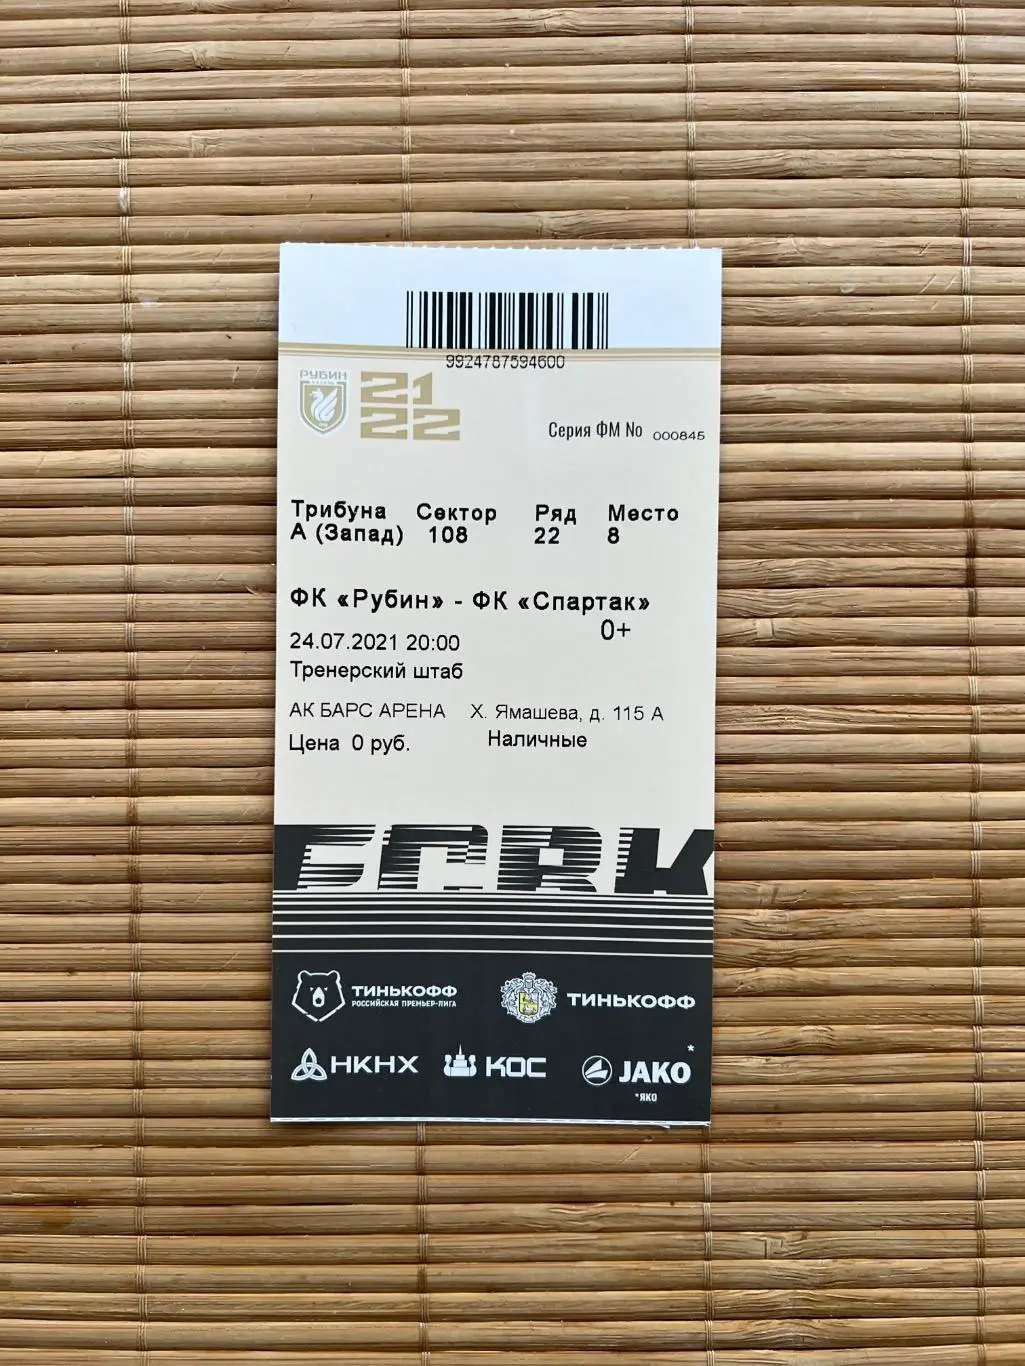 9924787594600
РУБИН
КАЗАНЬ
21
22
Серия ФМ No 000845
Трибуна Сектор Ряд Место
А (Запад) 108 22 8
ФК «Рубин» - ФК «Спартак»
0+
24.07.2021 20:00
Тренерский штаб
АК БАРС АРЕНА Х. Ямашева, д. 115 А
Цена 0 руб. Наличные
FCRK
ТИНЬКОФФ
РОССИЙСКАЯ ПРЕМЬЕР-ЛИГА
ТИНЬКОФФ
НКНХ КОС JAKO*
*ЯКО